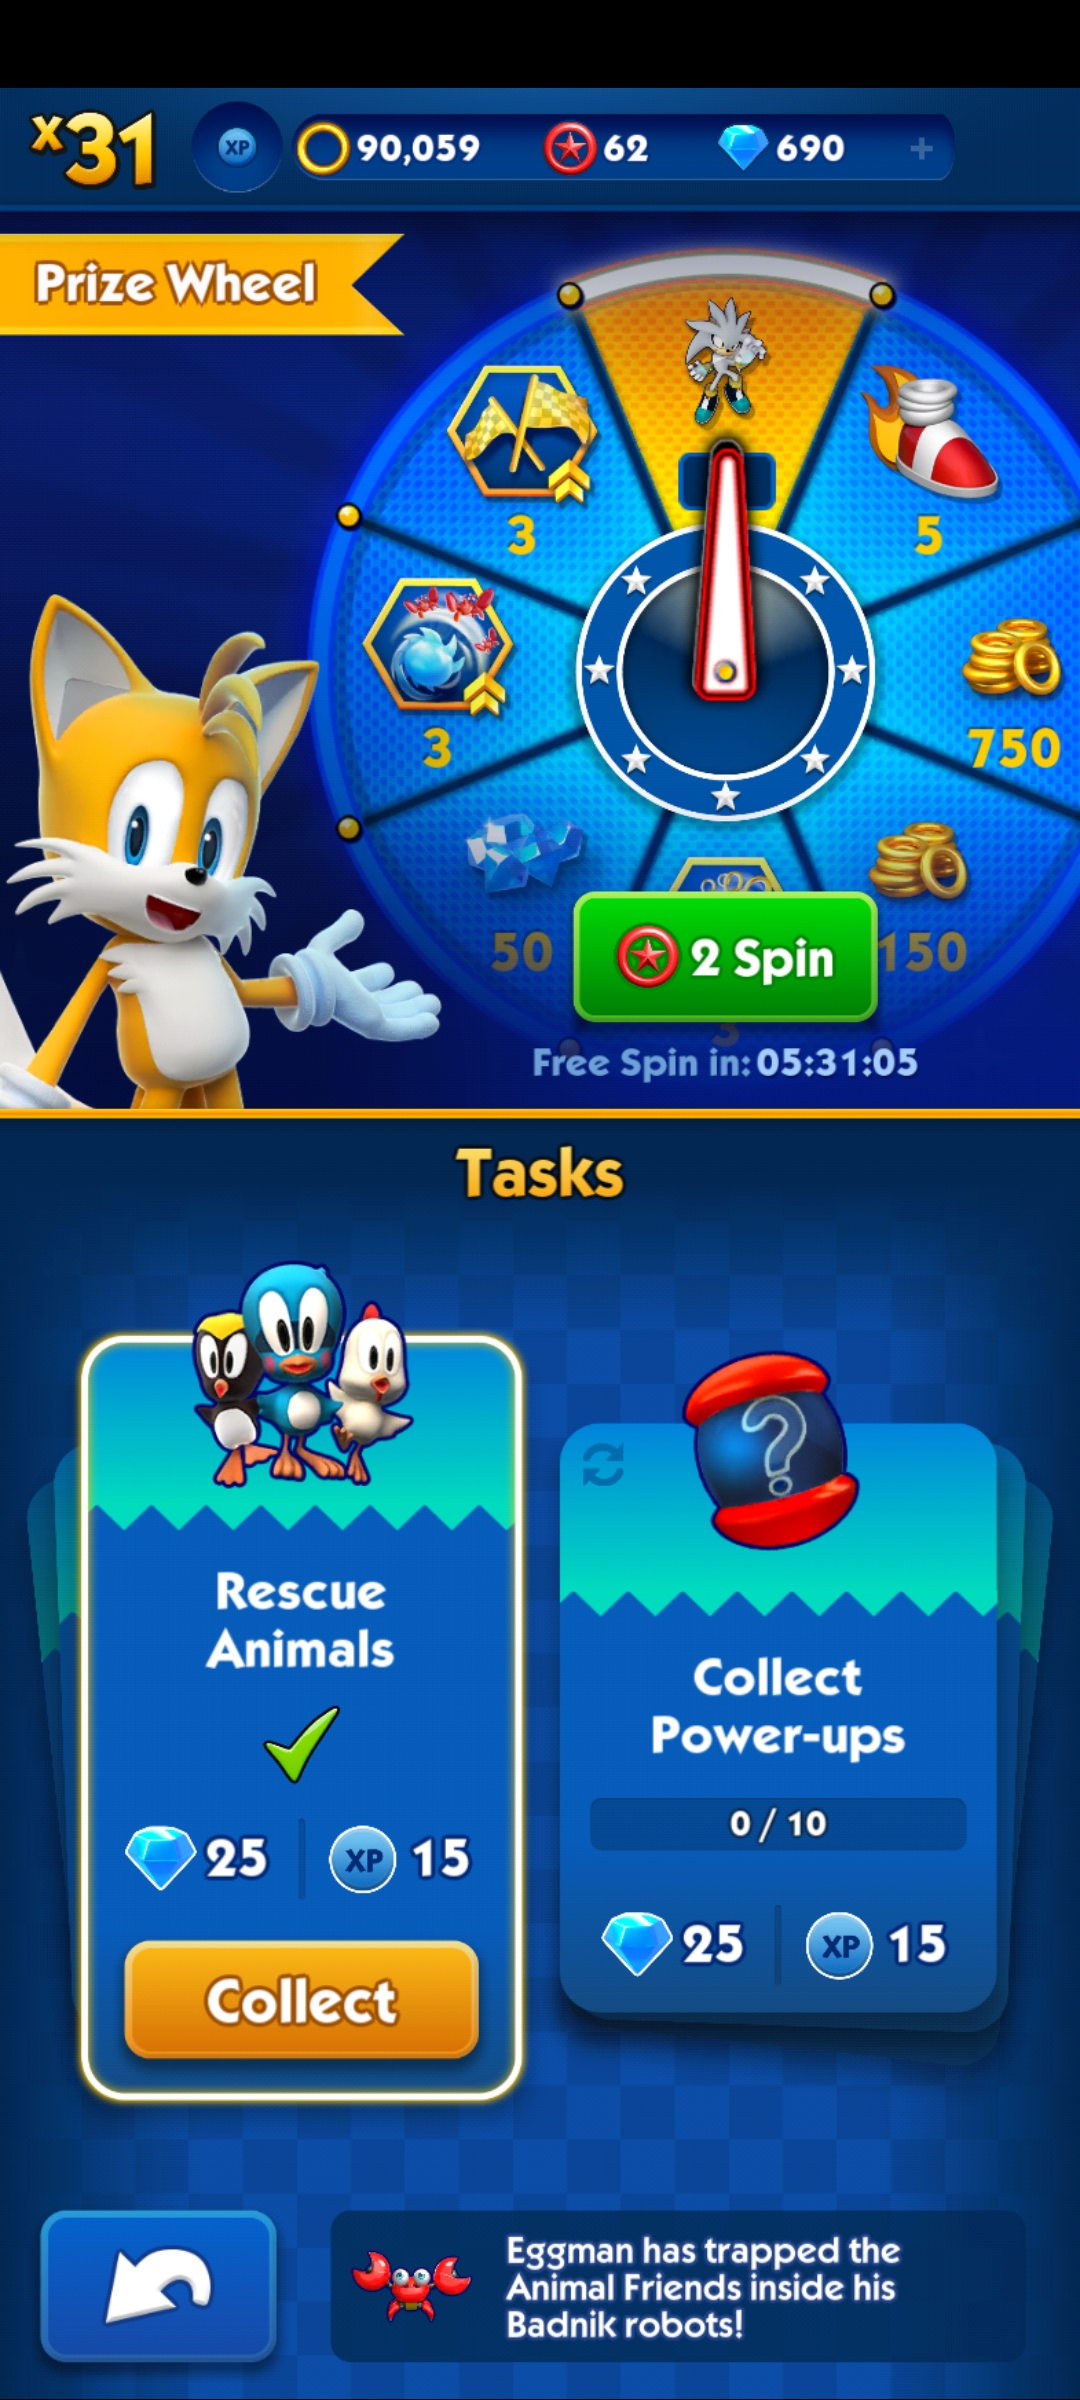 x31
XP
90,059
62
690
+
Prize Wheel
3
5
3
750
50
2 Spin
150
3
Free Spin in: 05:31:05
Tasks
?
Rescue
Animals
25
XP
15
Collect
Collect
Power-ups
0 / 10
25
XP
15
Eggman has trapped the
Animal Friends inside his
Badnik robots!